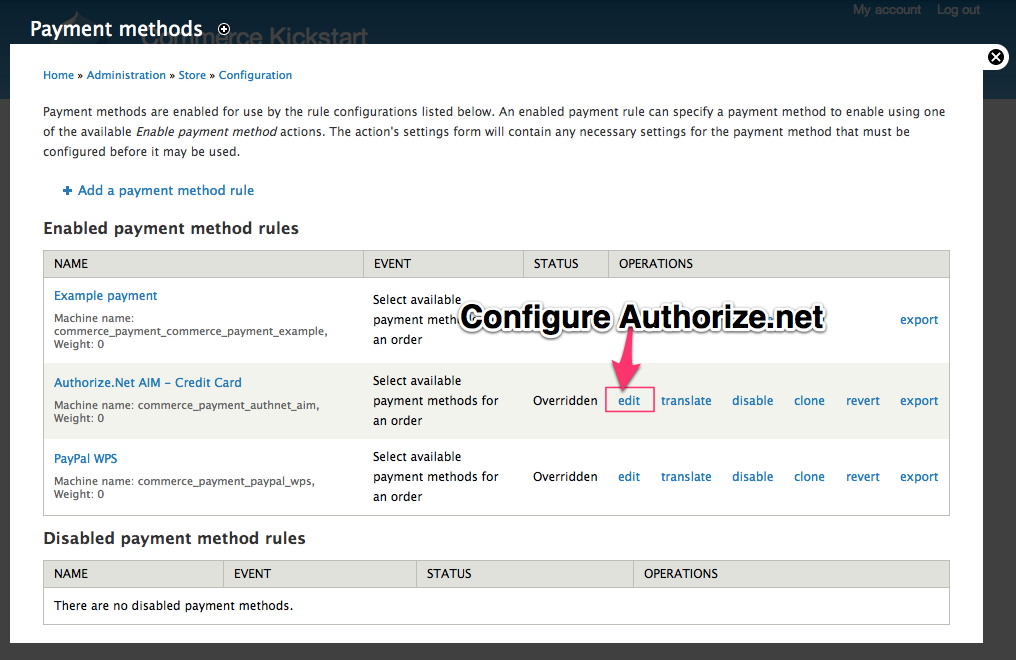 My account Log out
Payment methods
Commerce Kickstart
Home » Administration » Store » Configuration
Payment methods are enabled for use by the rule configurations listed below. An enabled payment rule can specify a payment method to enable using one
of the available Enable payment method actions. The action's settings form will contain any necessary settings for the payment method that must be
configured before it may be used.
+ Add a payment method rule
Enabled payment method rules
NAME EVENT STATUS OPERATIONS
Example payment
Machine name:
commerce_payment_commerce_payment_example,
Weight: 0
Select available
payment
an order
export
Configure Authorize.net
Authorize.Net AIM – Credit Card
Machine name: commerce_payment_authnet_aim,
Weight: 0
Select available
payment methods for
an order
Overridden edit translate disable clone revert export
PayPal WPS
Machine name: commerce_payment_paypal_wps,
Weight: 0
Select available
payment methods for
an order
Overridden edit translate disable clone revert export
Disabled payment method rules
NAME EVENT STATUS OPERATIONS
There are no disabled payment methods.